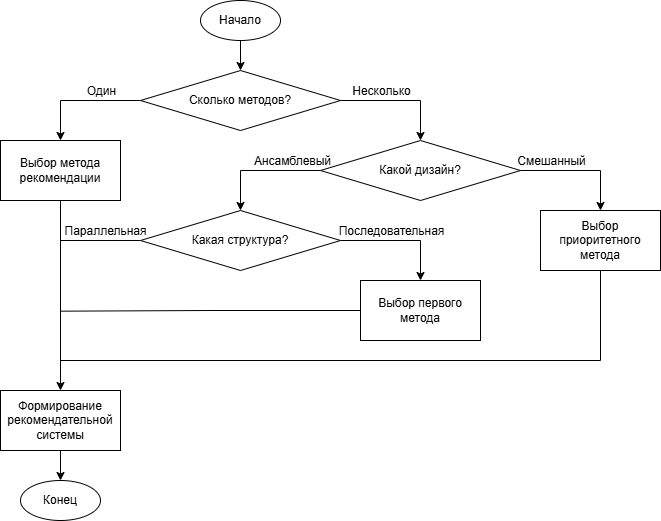 Начало
Один
Сколько методов?
Несколько
Выбор метода
рекомендации
Ансамблевый
Какой дизайн?
Смешанный
Параллельная
Какая структура?
Последовательная
Выбор
приоритетного
метода
Выбор первого
метода
Формирование
рекомендательной
системы
Конец